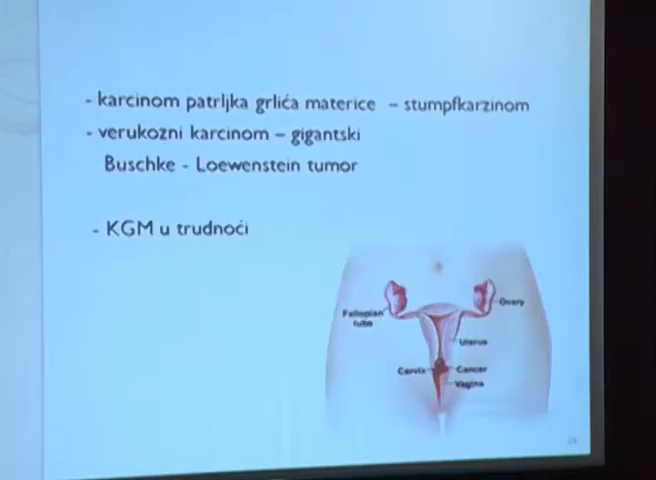 - karcinom patrljka grlića materice – stumpfkarzinom
- verukozni karcinom – gigantski
Buschke - Loewenstein tumor
- KGM u trudnoći
Fallopian
tube
Ovary
Uterus
Cervix
Cancer
Vagina